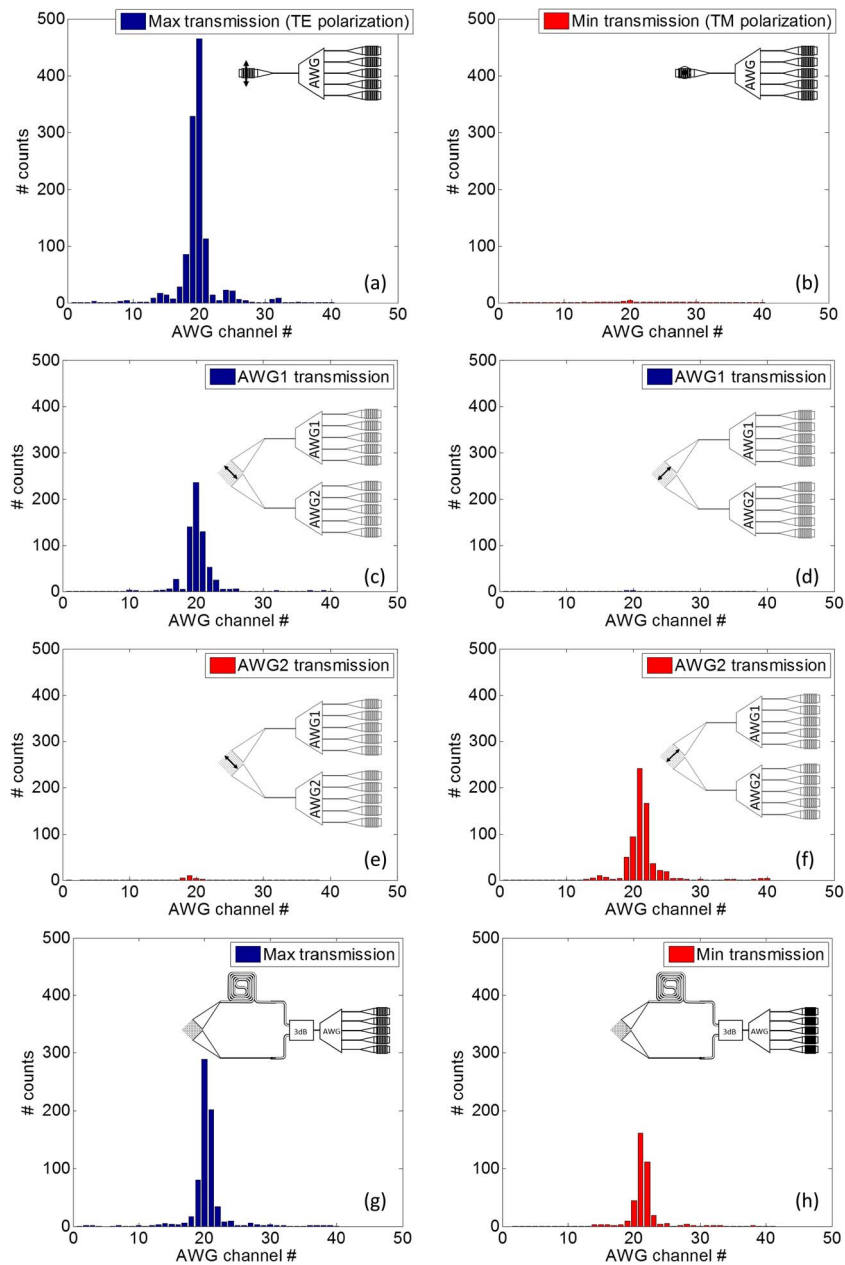 Max transmission (TE polarization)
500
400
300
200
100
0
# counts
AWG
(a)
0 10 20 30 40 50
AWG channel #
Min transmission (TM polarization)
500
400
300
200
100
0
# counts
AWG
(b)
0 10 20 30 40 50
AWG channel #
AWG1 transmission
500
400
300
200
100
0
# counts
AWG1
AWG2
(c)
0 10 20 30 40 50
AWG channel #
AWG1 transmission
500
400
300
200
100
0
# counts
AWG1
AWG2
(d)
0 10 20 30 40 50
AWG channel #
AWG2 transmission
500
400
300
200
100
0
# counts
AWG1
AWG2
(e)
0 10 20 30 40 50
AWG channel #
AWG2 transmission
500
400
300
200
100
0
# counts
AWG1
AWG2
(f)
0 10 20 30 40 50
AWG channel #
Max transmission
500
400
300
200
100
0
# counts
3dB
AWG
(g)
0 10 20 30 40 50
AWG channel #
Min transmission
500
400
300
200
100
0
# counts
3dB
AWG
(h)
0 10 20 30 40 50
AWG channel #